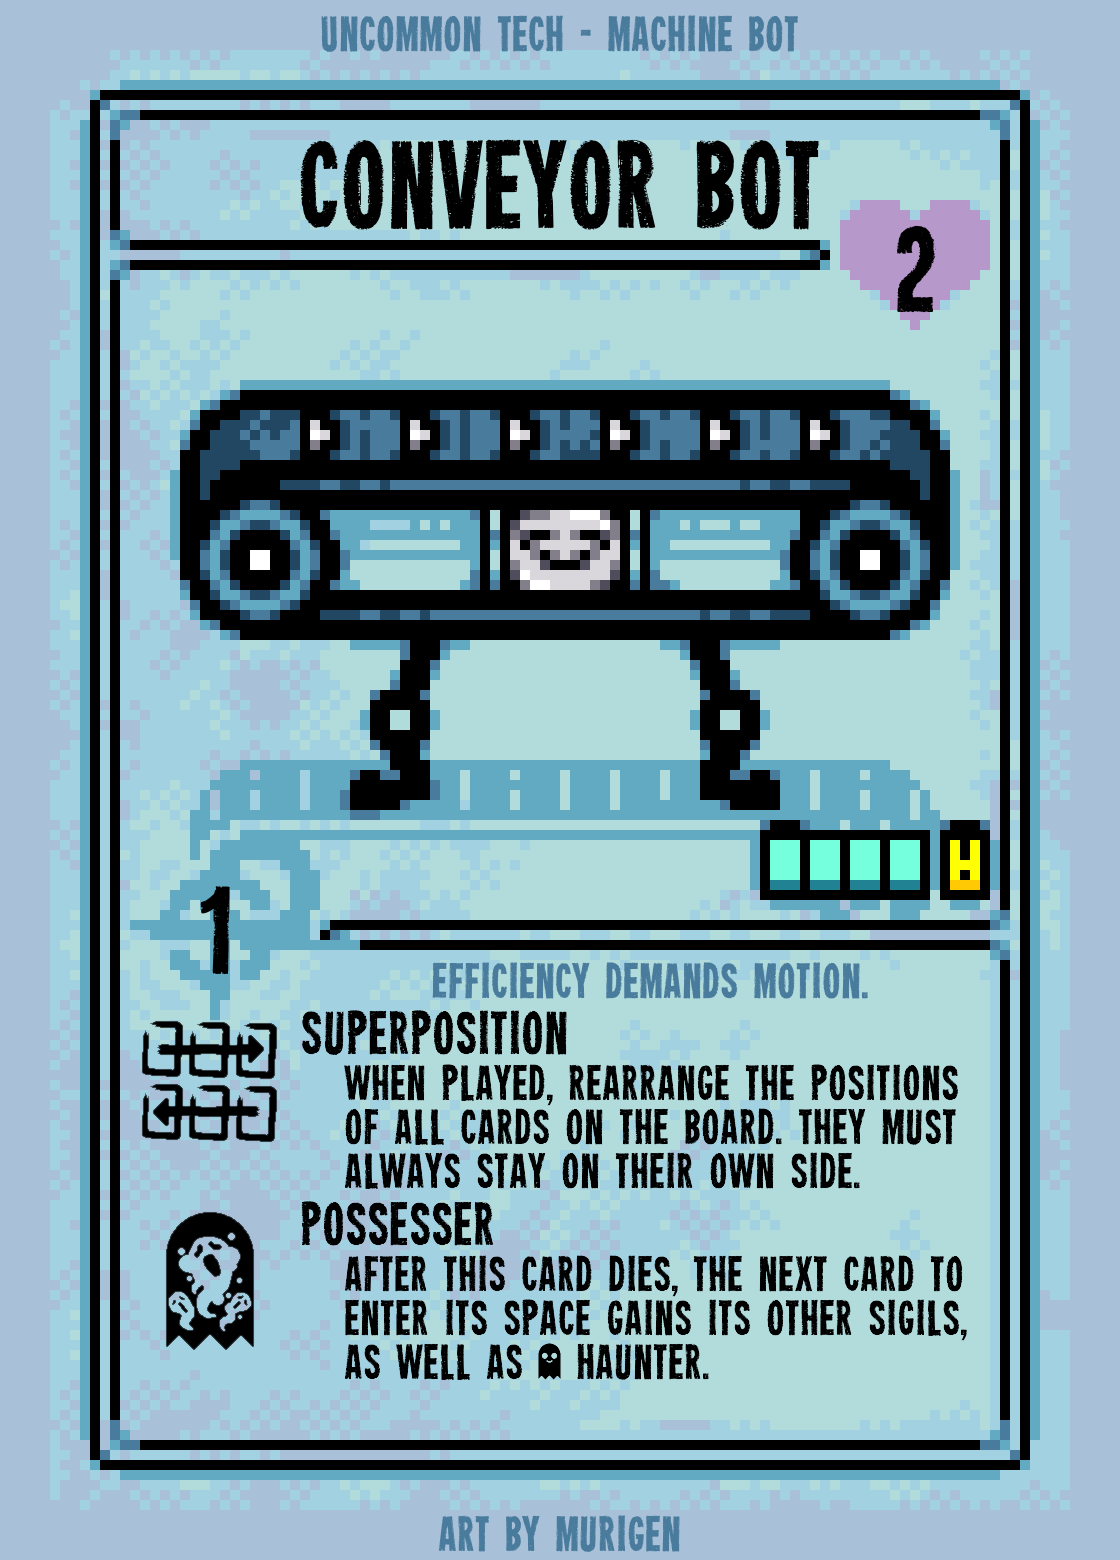 UNCOMMON TECH - MACHINE BOT
CONVEYOR BOT
2
1
EFFICIENCY DEMANDS MOTION.
SUPERPOSITION
WHEN PLAYED, REARRANGE THE POSITIONS
OF ALL CARDS ON THE BOARD. THEY MUST
ALWAYS STAY ON THEIR OWN SIDE.
POSSESSER
AFTER THIS CARD DIES, THE NEXT CARD TO
ENTER ITS SPACE GAINS ITS OTHER SIGILS,
AS WELL AS HAUNTER.
ART BY MURIGEN